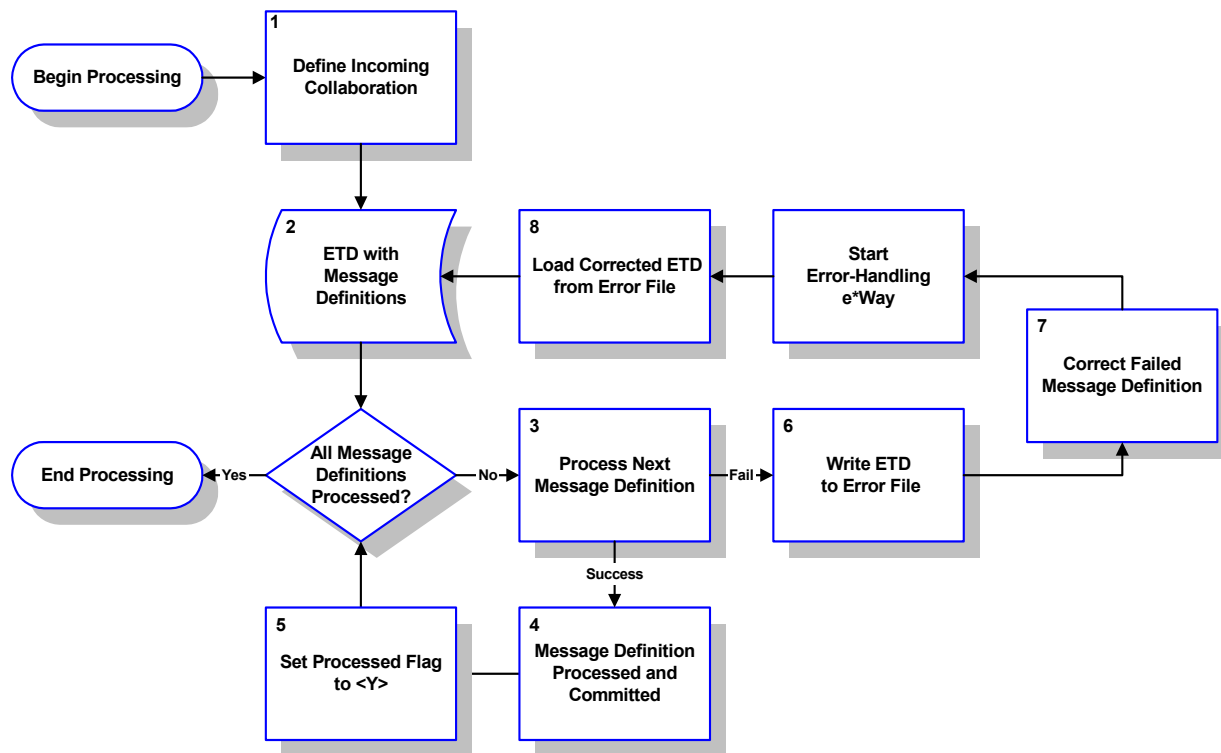 1
Begin Processing
Define Incoming
Collaboration
2
ETD with
Message
Definitions
8
Load Corrected ETD
from Error File
Start
Error-Handling
e*Way
7
Correct Failed
Message Definition
End Processing
Yes
All Message
Definitions
Processed?
No
3
Process Next
Message Definition
Fail
6
Write ETD
to Error File
Success
5
Set Processed Flag
to <Y>
4
Message Definition
Processed and
Committed